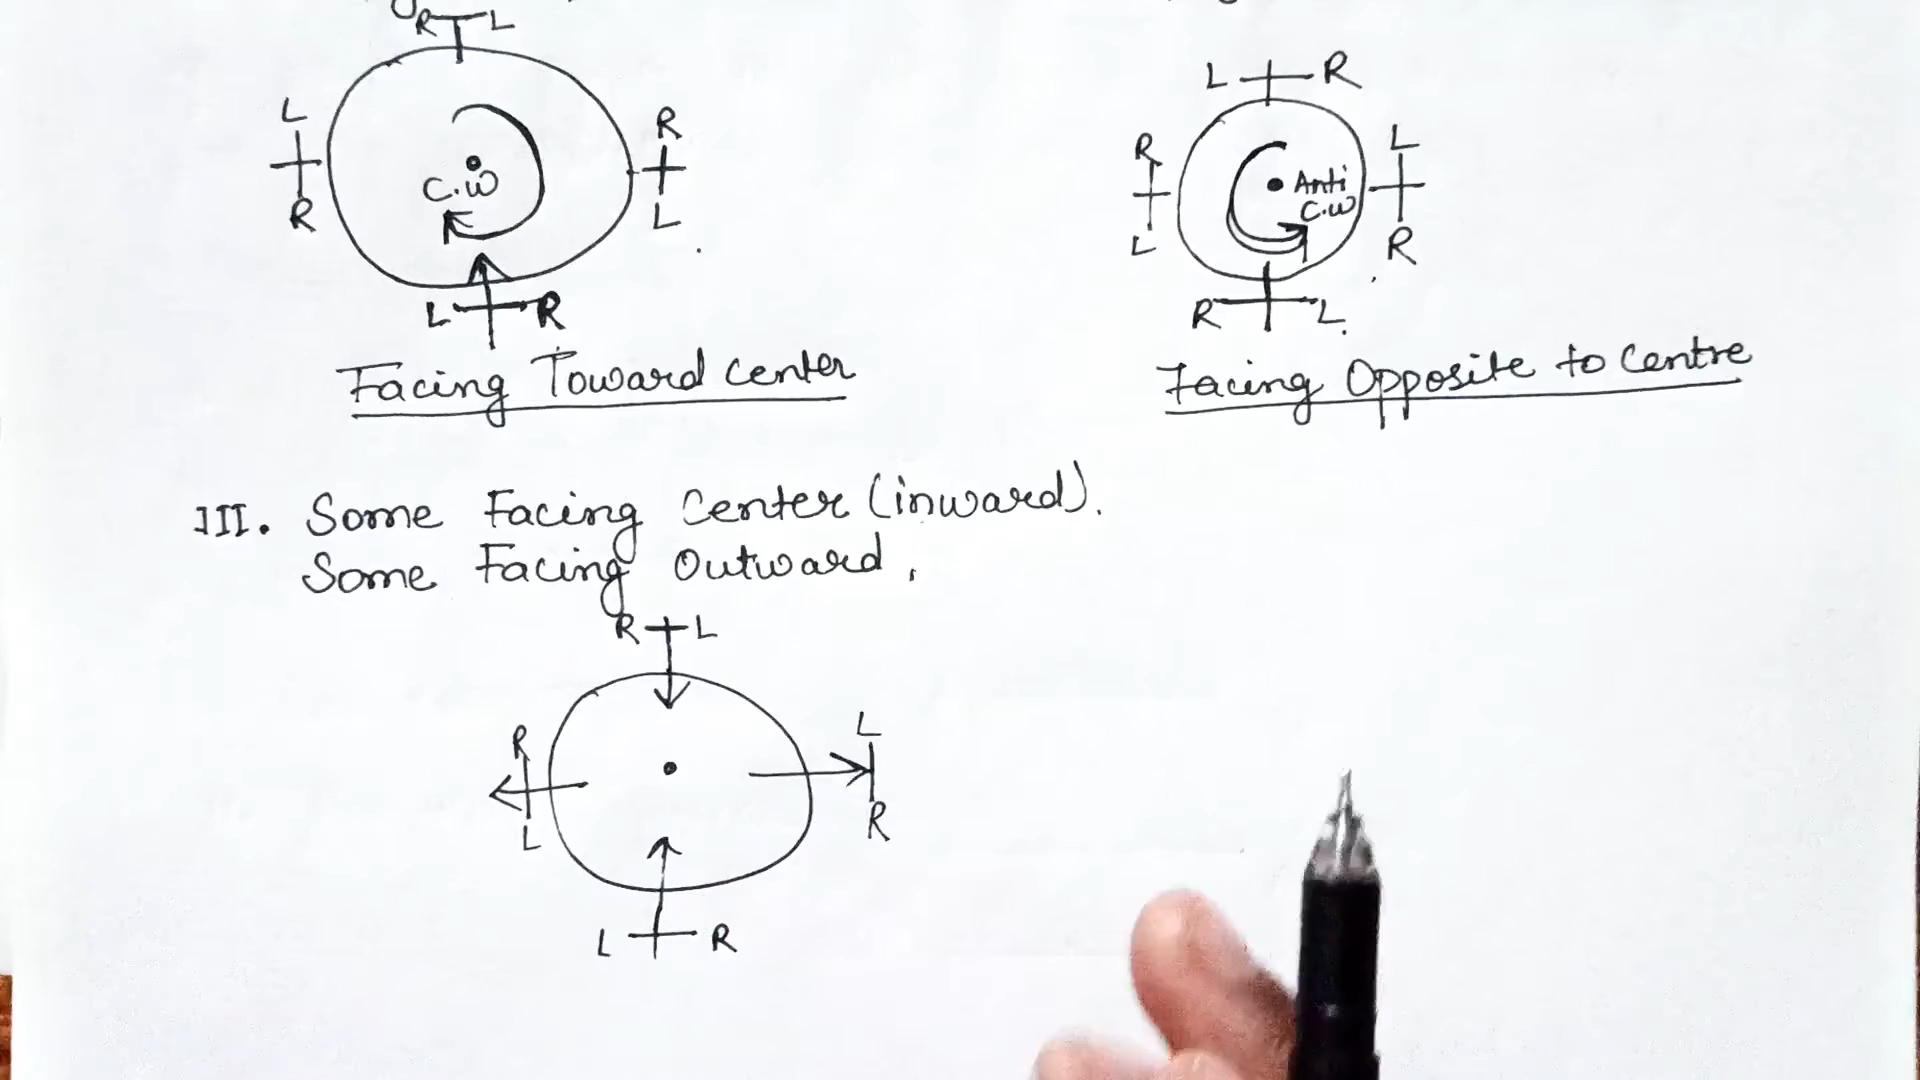 R L
L R
L R
R L
C.W
R L
L R
L R
R L
Anti
C.W
R L
Facing Toward center
Facing Opposite to Centre
III. Some Facing Center (inward).
Some Facing Outward,
R L
R L
L R
L R